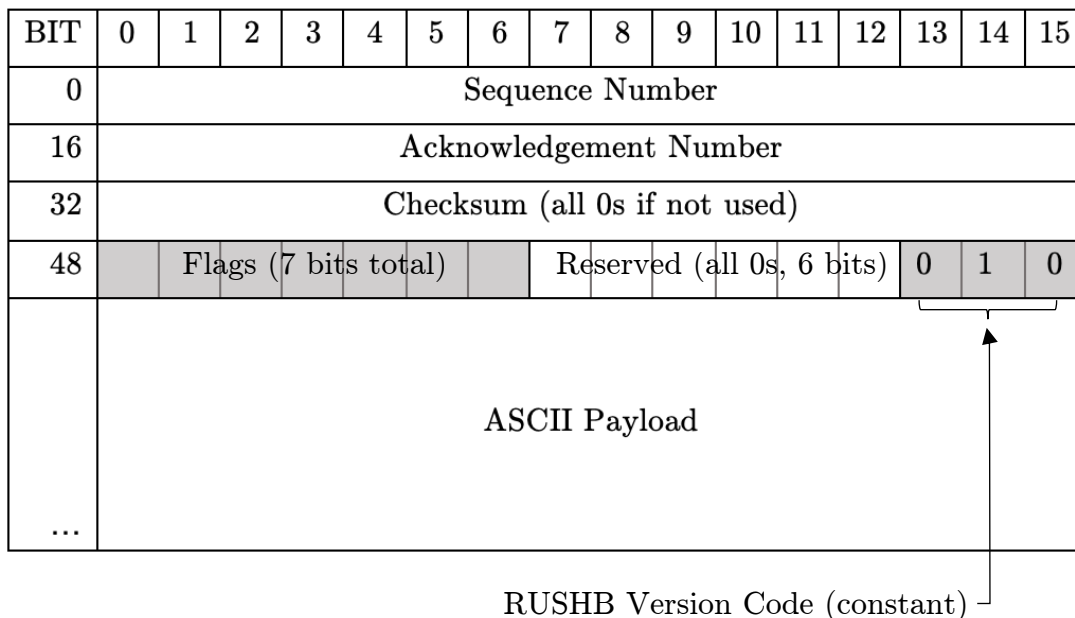 BIT 0 1 2 3 4 5 6 7 8 9 10 11 12 13 14 15
0 Sequence Number
16 Acknowledgement Number
32 Checksum (all 0s if not used)
48 Flags (7 bits total) Reserved (all 0s, 6 bits) 0 1 0
ASCII Payload
...
RUSHB Version Code (constant)